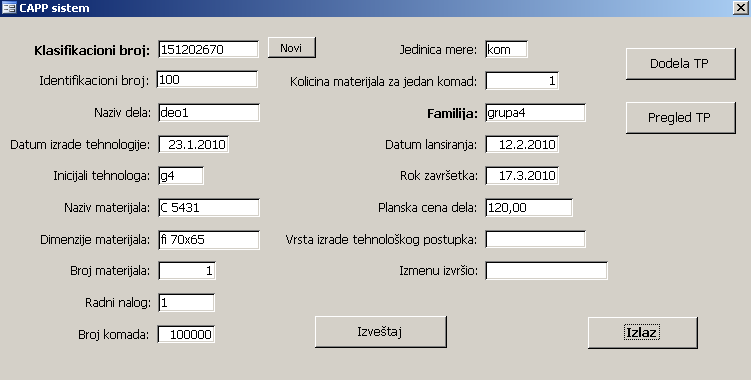 CAPP sistem
Klasifikacioni broj: 151202670 Novi Jedinica mere: kom
Dodela TP
Identifikacioni broj: 100 Kolicina materijala za jedan komad: 1
Naziv dela: deo1 Familija: grupa4 Pregled TP
Datum izrade tehnologije: 23.1.2010 Datum lansiranja: 12.2.2010
Inicijali tehnologa: g4 Rok završetka: 17.3.2010
Naziv materijala: C 5431 Planska cena dela: 120,00
Dimenzije materijala: fi 70x65 Vrsta izrade tehnološkog postupka:
Broj materijala: 1 Izmenu izvršio:
Radni nalog: 1
Broj komada: 100000 Izveštaj Izlaz